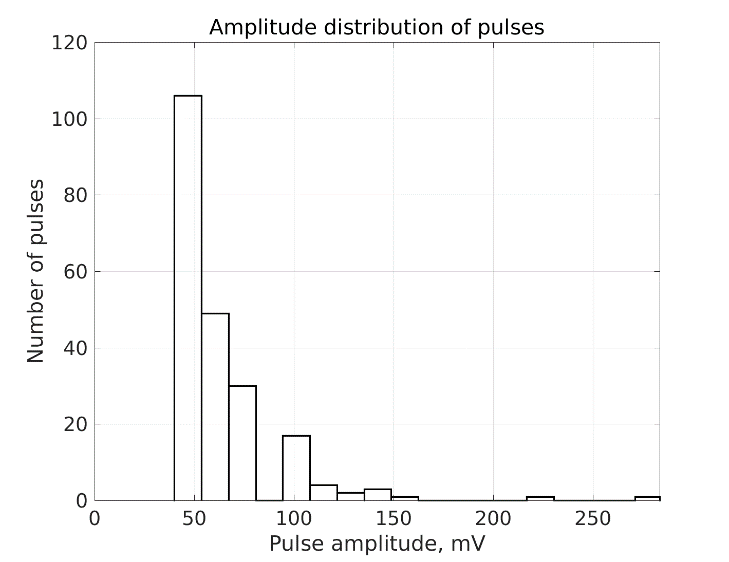 Amplitude distribution of pulses
120
100
80
60
40
20
0
Number of pulses
0 50 100 150 200 250
Pulse amplitude, mV